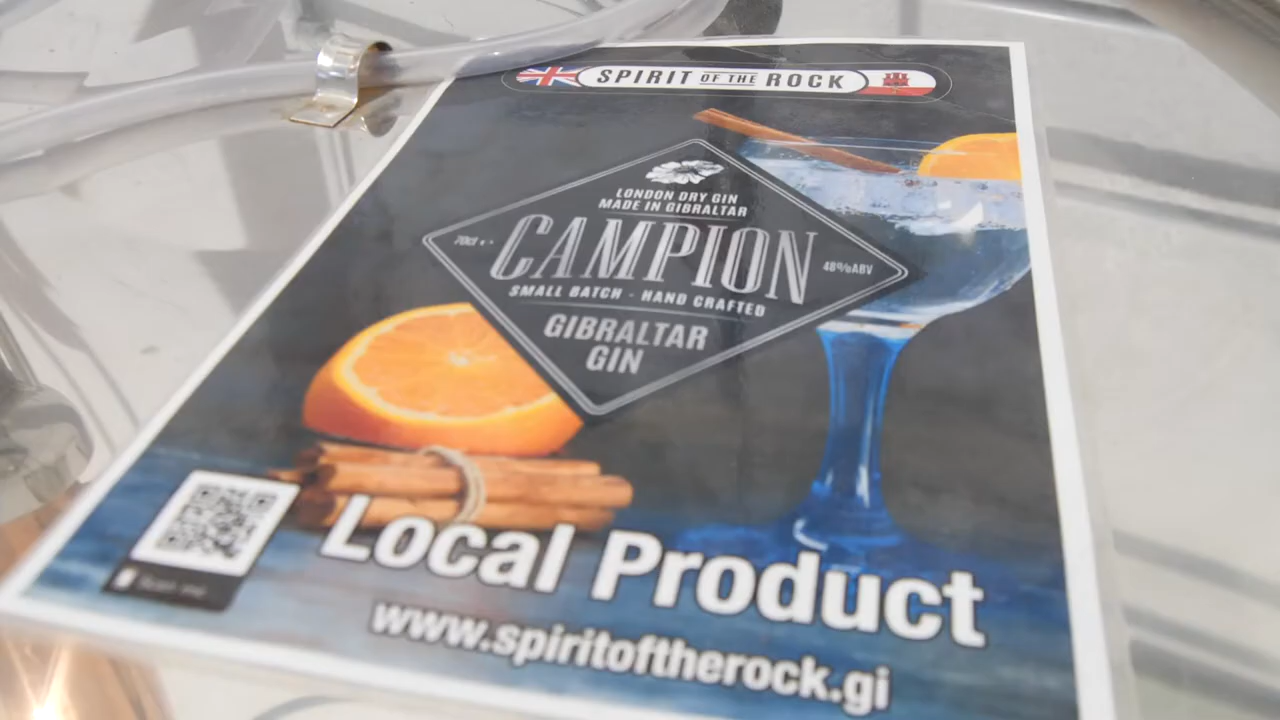 SPIRIT OF THE ROCK
LONDON DRY GIN
MADE IN GIBRALTAR
70cl
CAMPION
48%ABV
SMALL BATCH - HAND CRAFTED
GIBRALTAR
GIN
Local Product
www.spiritoftherock.gi